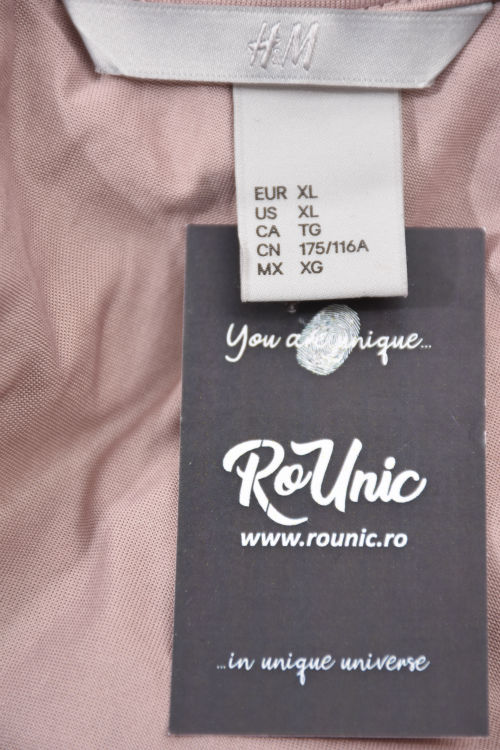 H&M
EUR XL
US XL
CA TG
CN 175/116A
MX XG
You are unique...
RoUnic
www.rounic.ro
...in unique universe